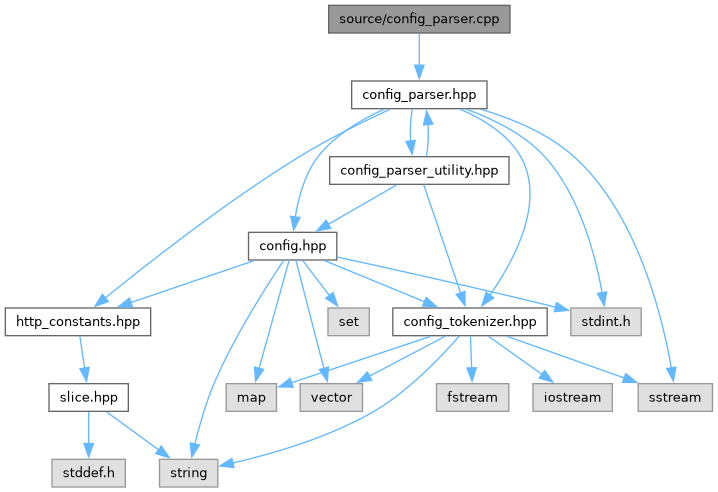 source/config_parser.cpp
config_parser.hpp
config_parser_utility.hpp
config.hpp
http_constants.hpp
set
config_tokenizer.hpp
stdint.h
slice.hpp
map
vector
fstream
iostream
sstream
stddef.h
string